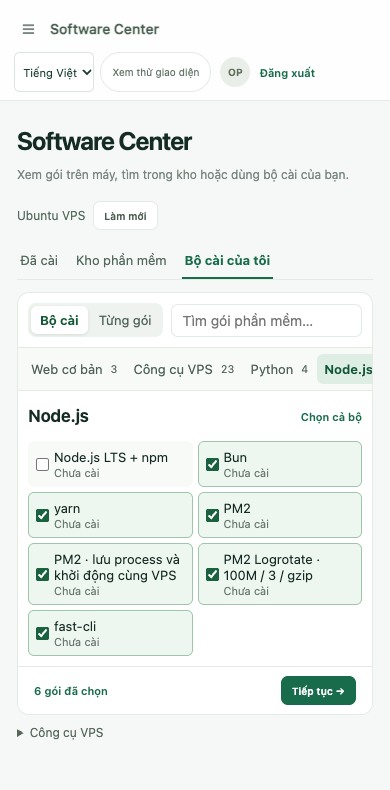 Software Center
Tiếng Việt
Xem thử giao diện
OP
Đăng xuất
Software Center
Xem gói trên máy, tìm trong kho hoặc dùng bộ cài của bạn.
Ubuntu VPS
Làm mới
Đã cài
Kho phần mềm
Bộ cài của tôi
Bộ cài
Từng gói
Tìm gói phần mềm...
Web cơ bản 3
Công cụ VPS 23
Python 4
Node.js
Node.js
Chọn cả bộ
Node.js LTS + npm
Chưa cài
Bun
Chưa cài
yarn
Chưa cài
PM2
Chưa cài
PM2 · lưu process và
khởi động cùng VPS
Chưa cài
PM2 Logrotate ·
100M / 3 / gzip
Chưa cài
fast-cli
Chưa cài
6 gói đã chọn
Tiếp tục →
Công cụ VPS